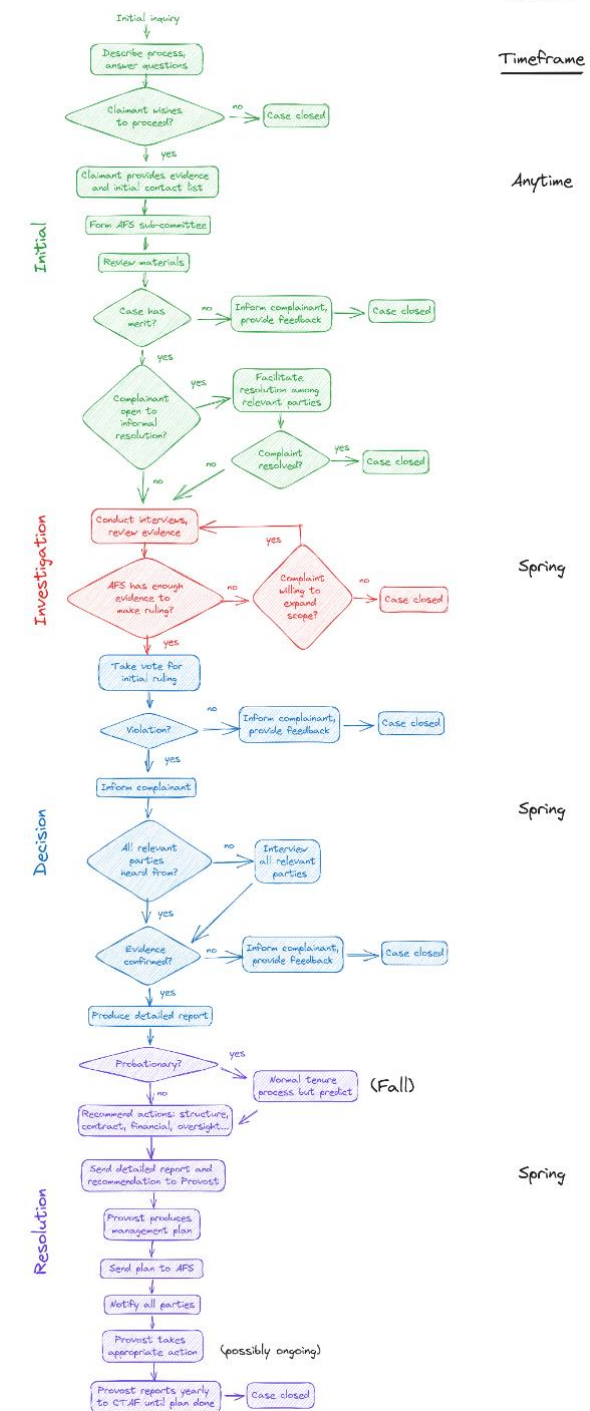 Initial inquiry
Describe process,
answer questions
Timeframe
Claimant wishes
to proceed?
no
Case closed
yes
Claimant provides evidence
and initial contact list
Anytime
Form AFS sub-committee
Initial
Review materials
Case has
merit?
no
Inform complainant,
provide feedback
Case closed
yes
Complainant
open to
informal
resolution?
yes
Facilitate
resolution among
relevant parties
Complaint
resolved?
yes
Case closed
no
no
Investigation
Conduct interviews,
review evidence
yes
AFS has enough
evidence to
make ruling?
no
Complaint
willing to
expand
scope?
no
Case closed
Spring
yes
Take vote for
initial ruling
Violation?
no
Inform complainant,
provide feedback
Case closed
yes
Inform complainant
Decision
Spring
All relevant
parties
heard from?
no
Interview
all relevant
parties
yes
Evidence
confirmed?
no
Inform complainant,
provide feedback
Case closed
yes
Produce detailed report
Probationary?
yes
Normal tenure
process but predict
(Fall)
no
Recommend actions: structure,
contract, financial, oversight...
Send detailed report and
recommendation to Provost
Spring
Resolution
Provost produces
management plan
Send plan to AFS
Notify all parties
Provost takes
appropriate action
(possibly ongoing)
Provost reports yearly
to CTAF until plan done
Case closed